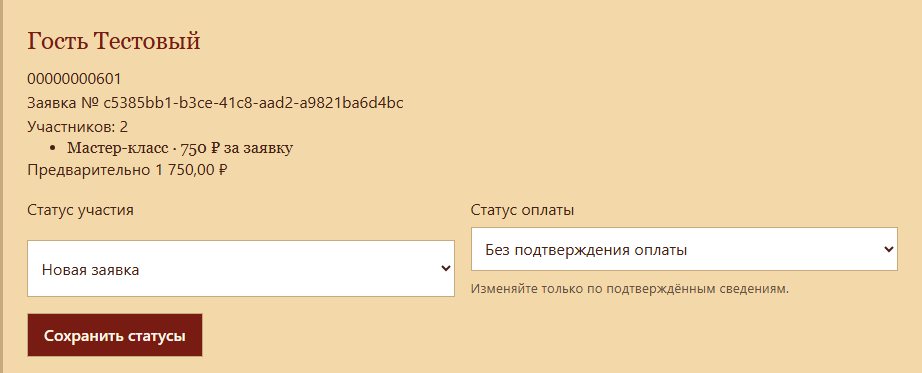 Гость Тестовый
00000000601
Заявка № c5385bb1-b3ce-41c8-aad2-a9821ba6d4bc
Участников: 2
• Мастер-класс · 750 ₽ за заявку
Предварительно 1 750,00 ₽
Статус участия
Статус оплаты
Новая заявка
Без подтверждения оплаты
Изменяйте только по подтверждённым сведениям.
Сохранить статусы